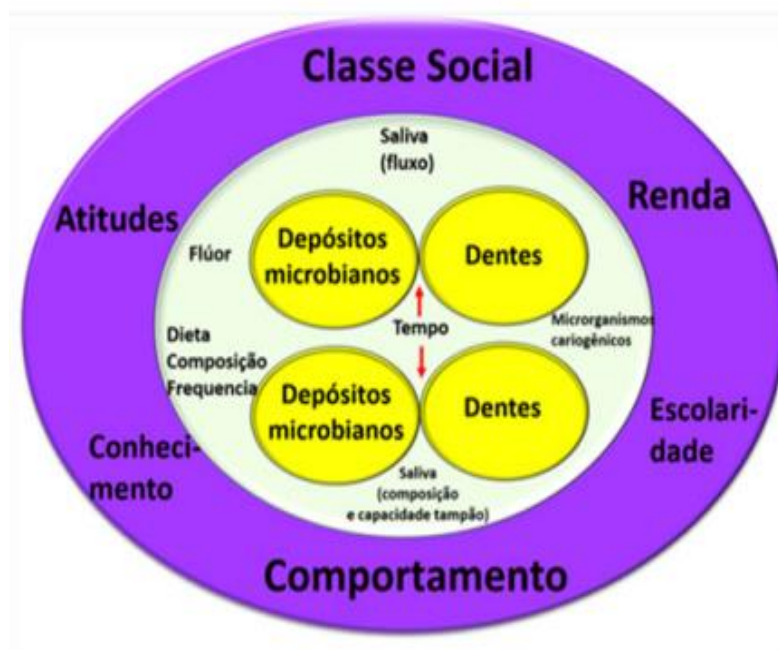 Classe Social
Saliva
(fluxo)
Atitudes
Renda
Flúor
Depósitos
microbianos
Dentes
Tempo
Microrganismos
cariogênicos
Dieta
Composição
Frequencia
Depósitos
microbianos
Dentes
Escolari-
dade
Conheci-
mento
Saliva
(composição
e capacidade tampão)
Comportamento